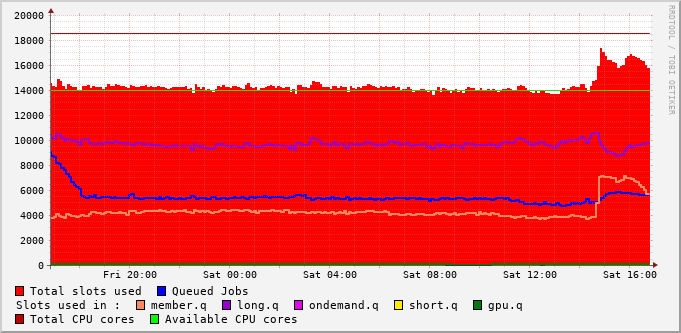 20000
18000
16000
14000
12000
10000
8000
6000
4000
2000
0
Fri 20:00 Sat 00:00 Sat 04:00 Sat 08:00 Sat 12:00 Sat 16:00
RRDTOOL / TOBI OETIKER
Total slots used Queued Jobs
Slots used in : member.q long.q ondemand.q short.q gpu.q
Total CPU cores Available CPU cores